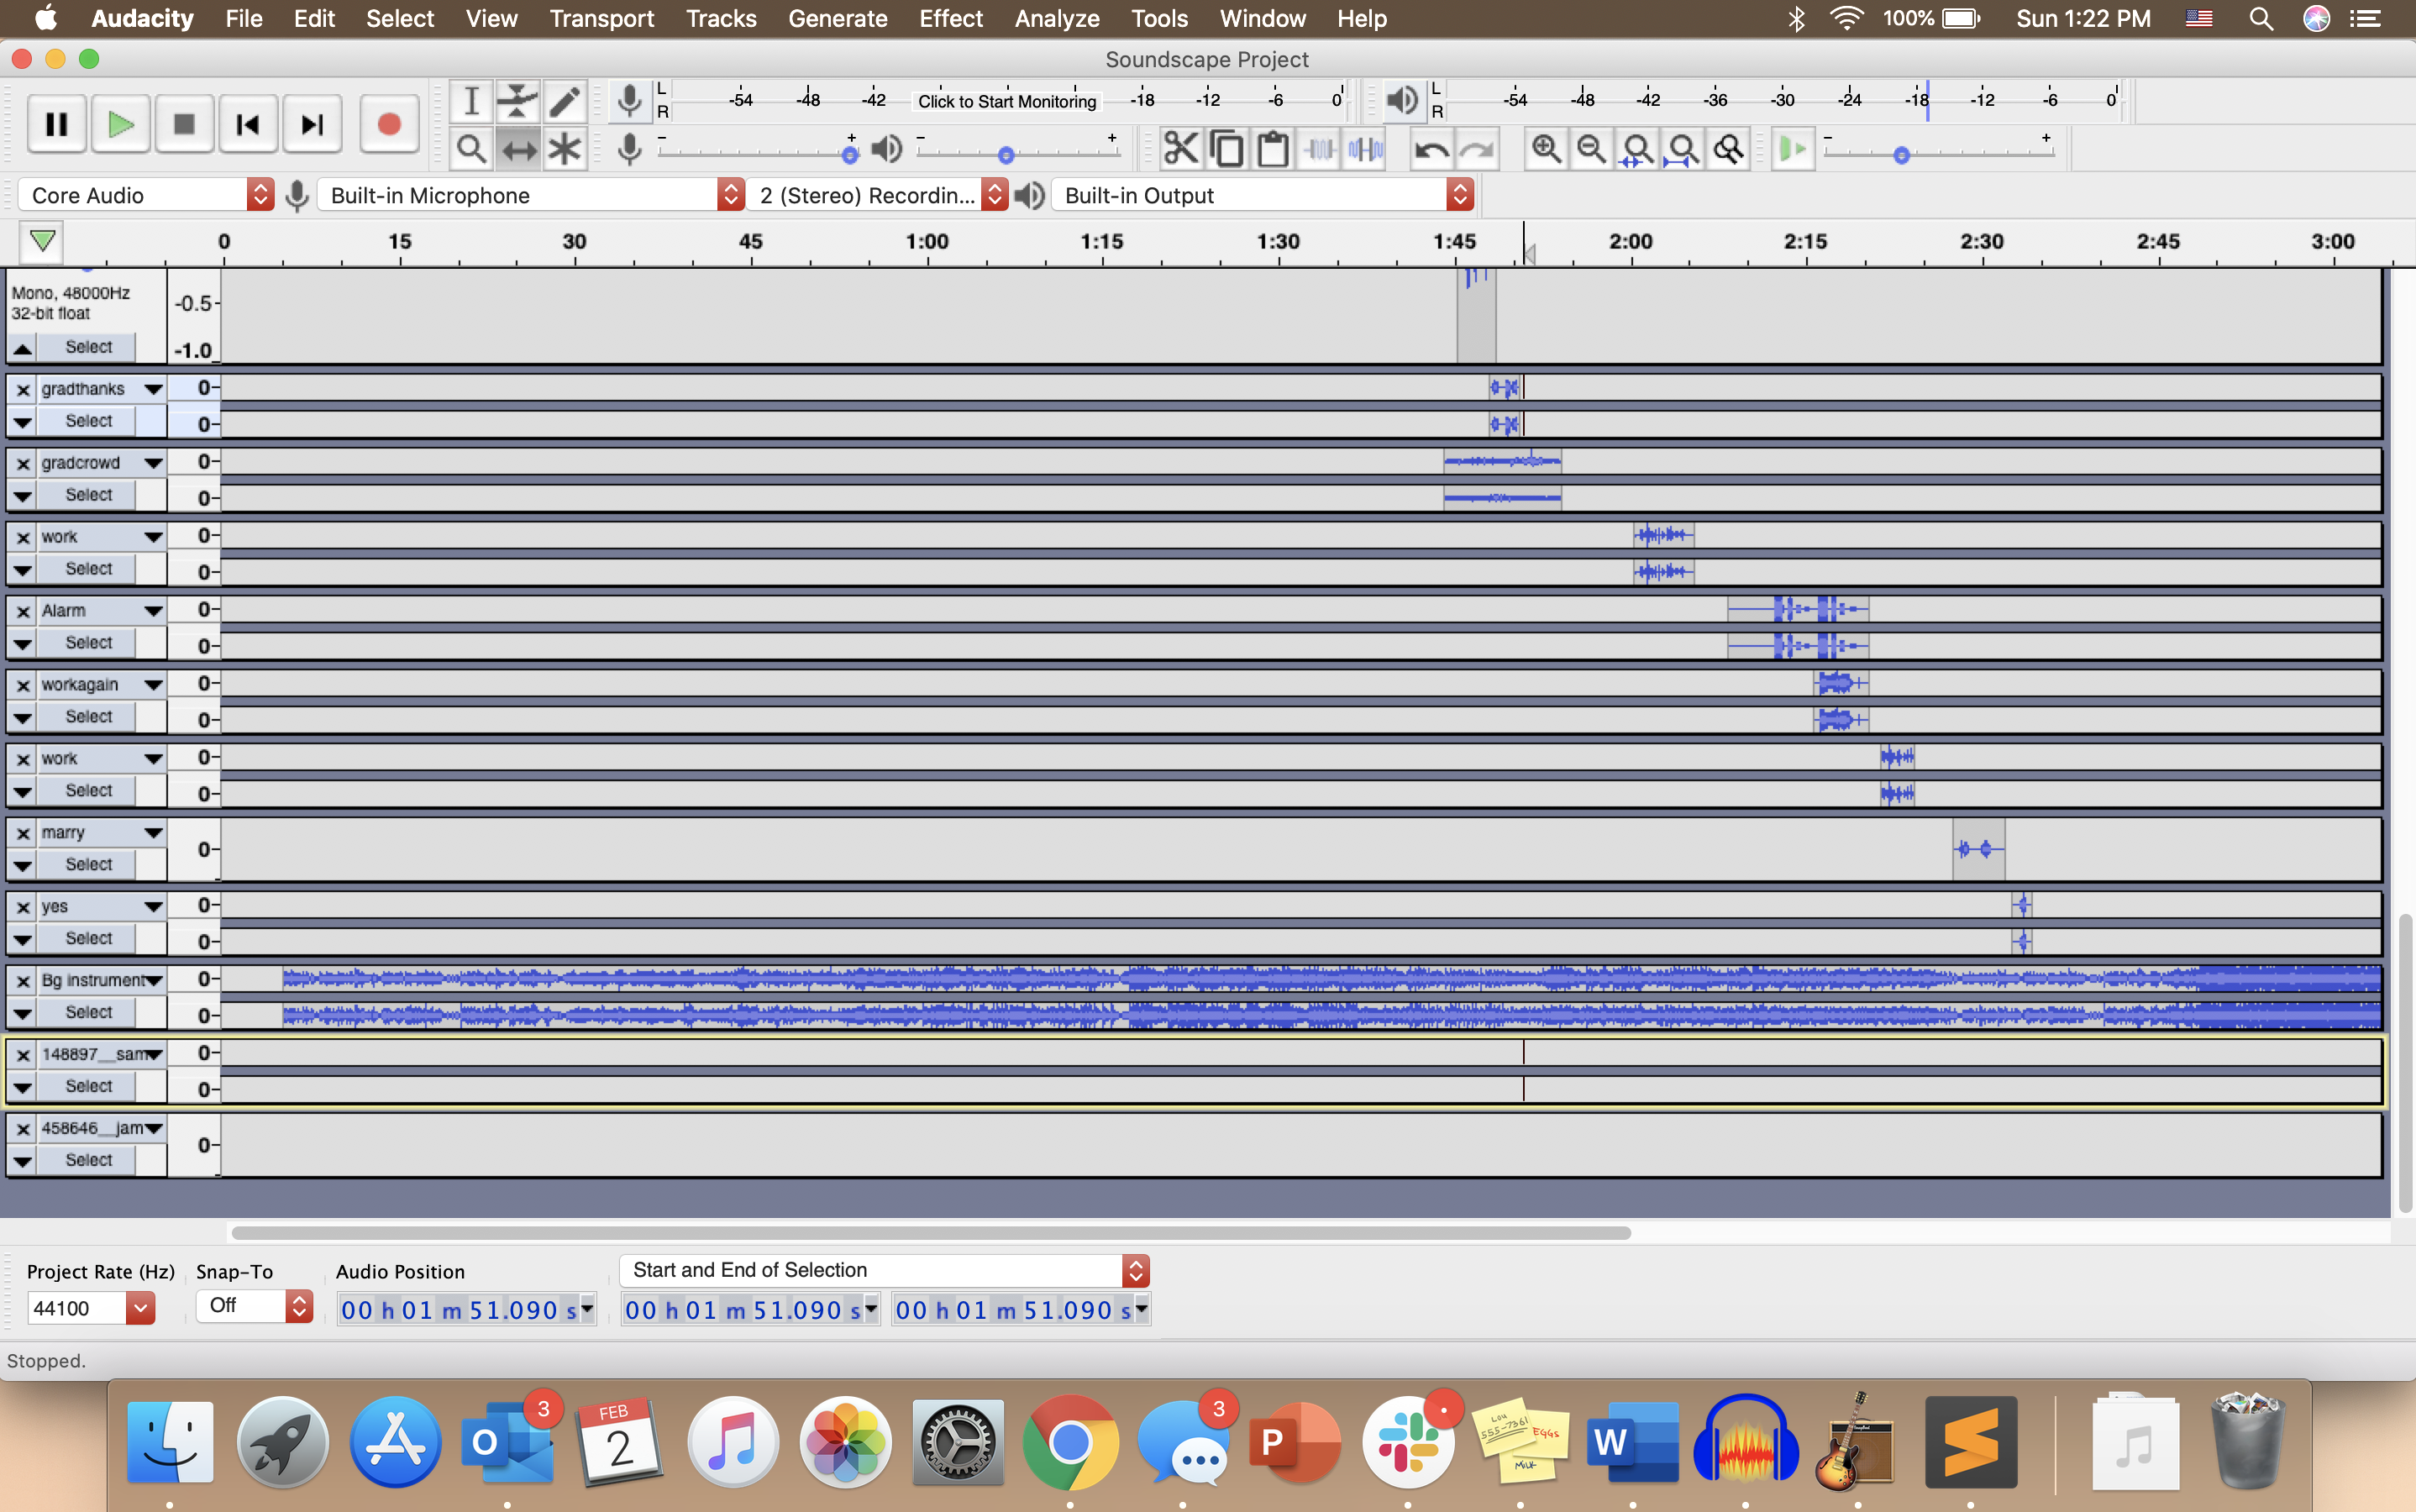 Audacity File Edit Select View Transport Tracks Generate Effect Analyze Tools Window Help 100% Sun 1:22 PM
Soundscape Project
L -54 -48 -42 Click to Start Monitoring -18 -12 -6 0 L -54 -48 -42 -36 -30 -24 -18 -12 -6 0
R R
- + - + - +
Core Audio Built-in Microphone 2 (Stereo) Recordin... Built-in Output
0 15 30 45 1:00 1:15 1:30 1:45 2:00 2:15 2:30 2:45 3:00
Mono, 48000Hz -0.5
32-bit float
Select -1.0
gradthanks 0
Select 0
gradcrowd 0
Select 0
work 0
Select 0
Alarm 0
Select 0
workagain 0
Select 0
work 0
Select 0
marry 0
Select
yes 0
Select 0
Bg instrument 0
Select 0
148897__sam 0
Select 0
458646__jam 0
Select
Project Rate (Hz) Snap-To Audio Position Start and End of Selection
44100 Off 00 h 01 m 51.090 s 00 h 01 m 51.090 s 00 h 01 m 51.090 s
Stopped.
O 3 FEB 2 3 P LOU 555-7361 EGGS MILK W